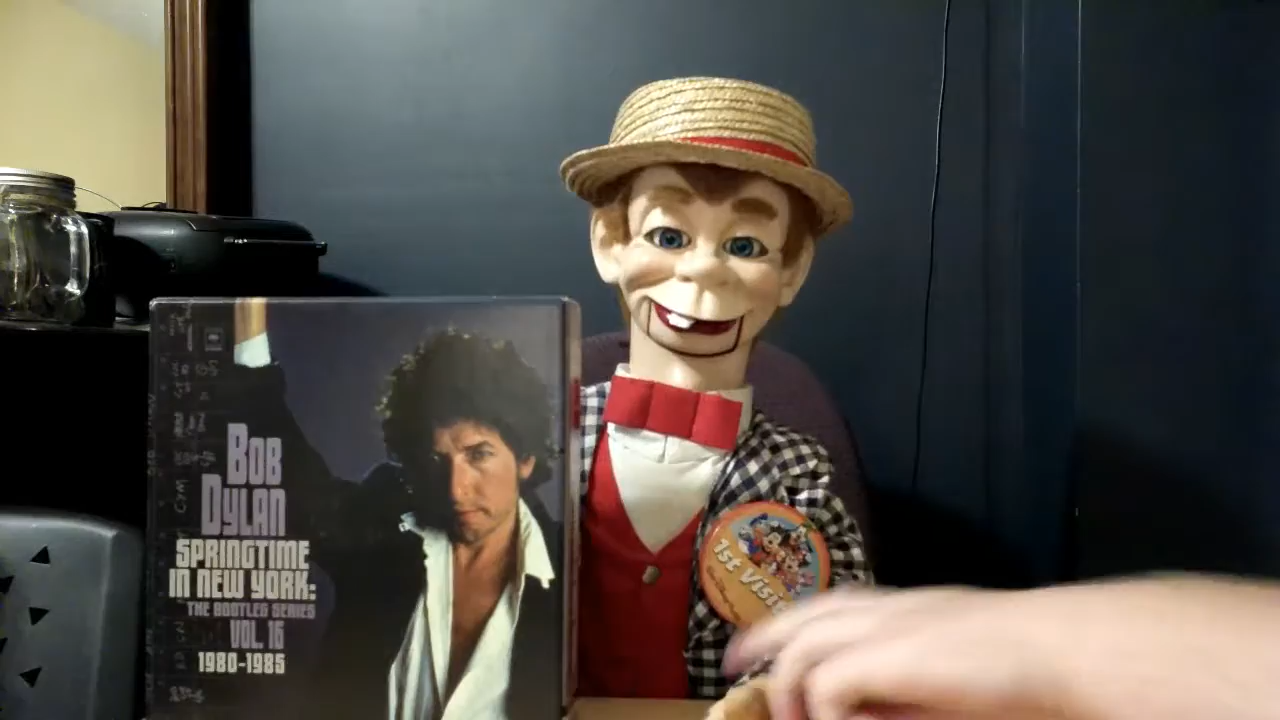 BOB
DYLAN
SPRINGTIME
IN NEW YORK:
THE BOOTLEG SERIES
VOL. 16
1980-1985
1st Visit